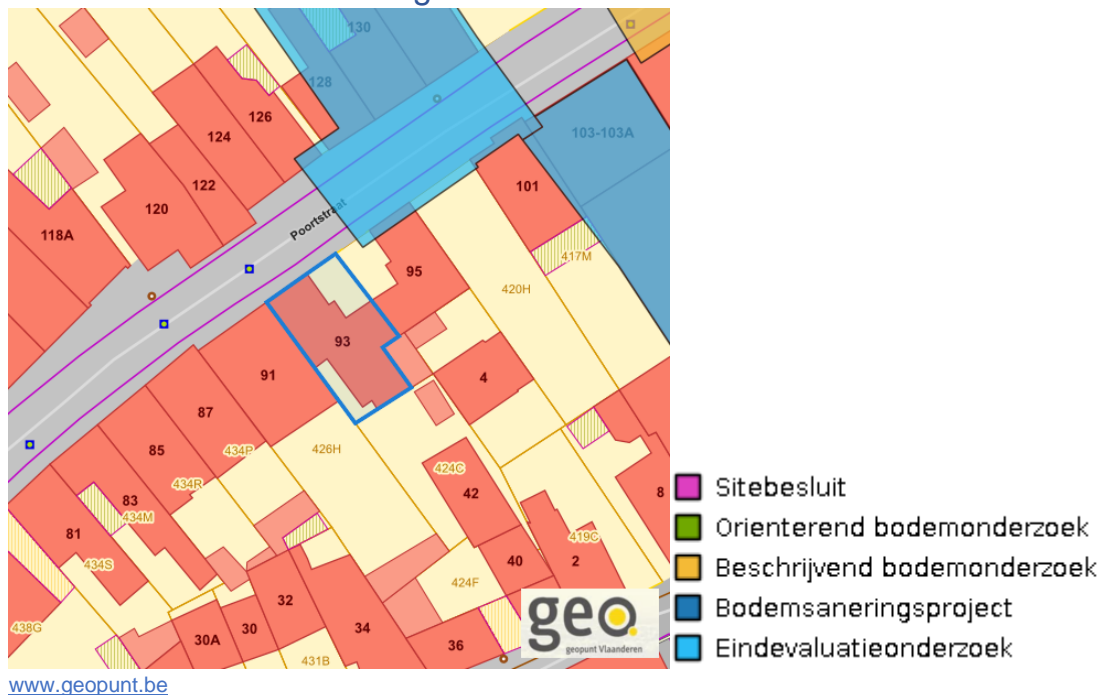 130
128
126
124
103-103A
122
101
120
Poortstraat
118A
417M
95
420H
93
4
91
87
434P
426H
85
424C
434R
42
8
83
434M
81
419C
40
2
434S
424F
32
438G
30
34
30A
36
431B
geo.
geopunt Vlaanderen
Sitebesluit
Orienterend bodemonderzoek
Beschrijvend bodemonderzoek
Bodemsaneringsproject
Eindevaluatieonderzoek
www.geopunt.be